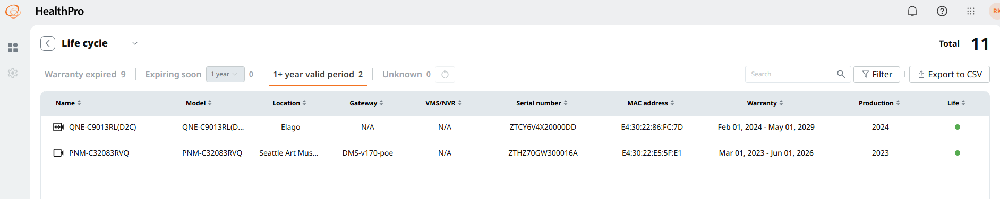 HealthPro
RK
Life cycle
Total 11
Warranty expired 9 Expiring soon 1 year 0 1+ year valid period 2 Unknown 0 Search Filter Export to CSV
Name Model Location Gateway VMS/NVR Serial number MAC address Warranty Production Life
QNE-C9013RL(D2C) QNE-C9013RL(D... Elago N/A N/A ZTCY6V4X20000DD E4:30:22:86:FC:7D Feb 01, 2024 - May 01, 2029 2024
PNM-C32083RVQ PNM-C32083RVQ Seattle Art Mus... DMS-v170-poe N/A ZTHZ70GW300016A E4:30:22:E5:5F:E1 Mar 01, 2023 - Jun 01, 2026 2023